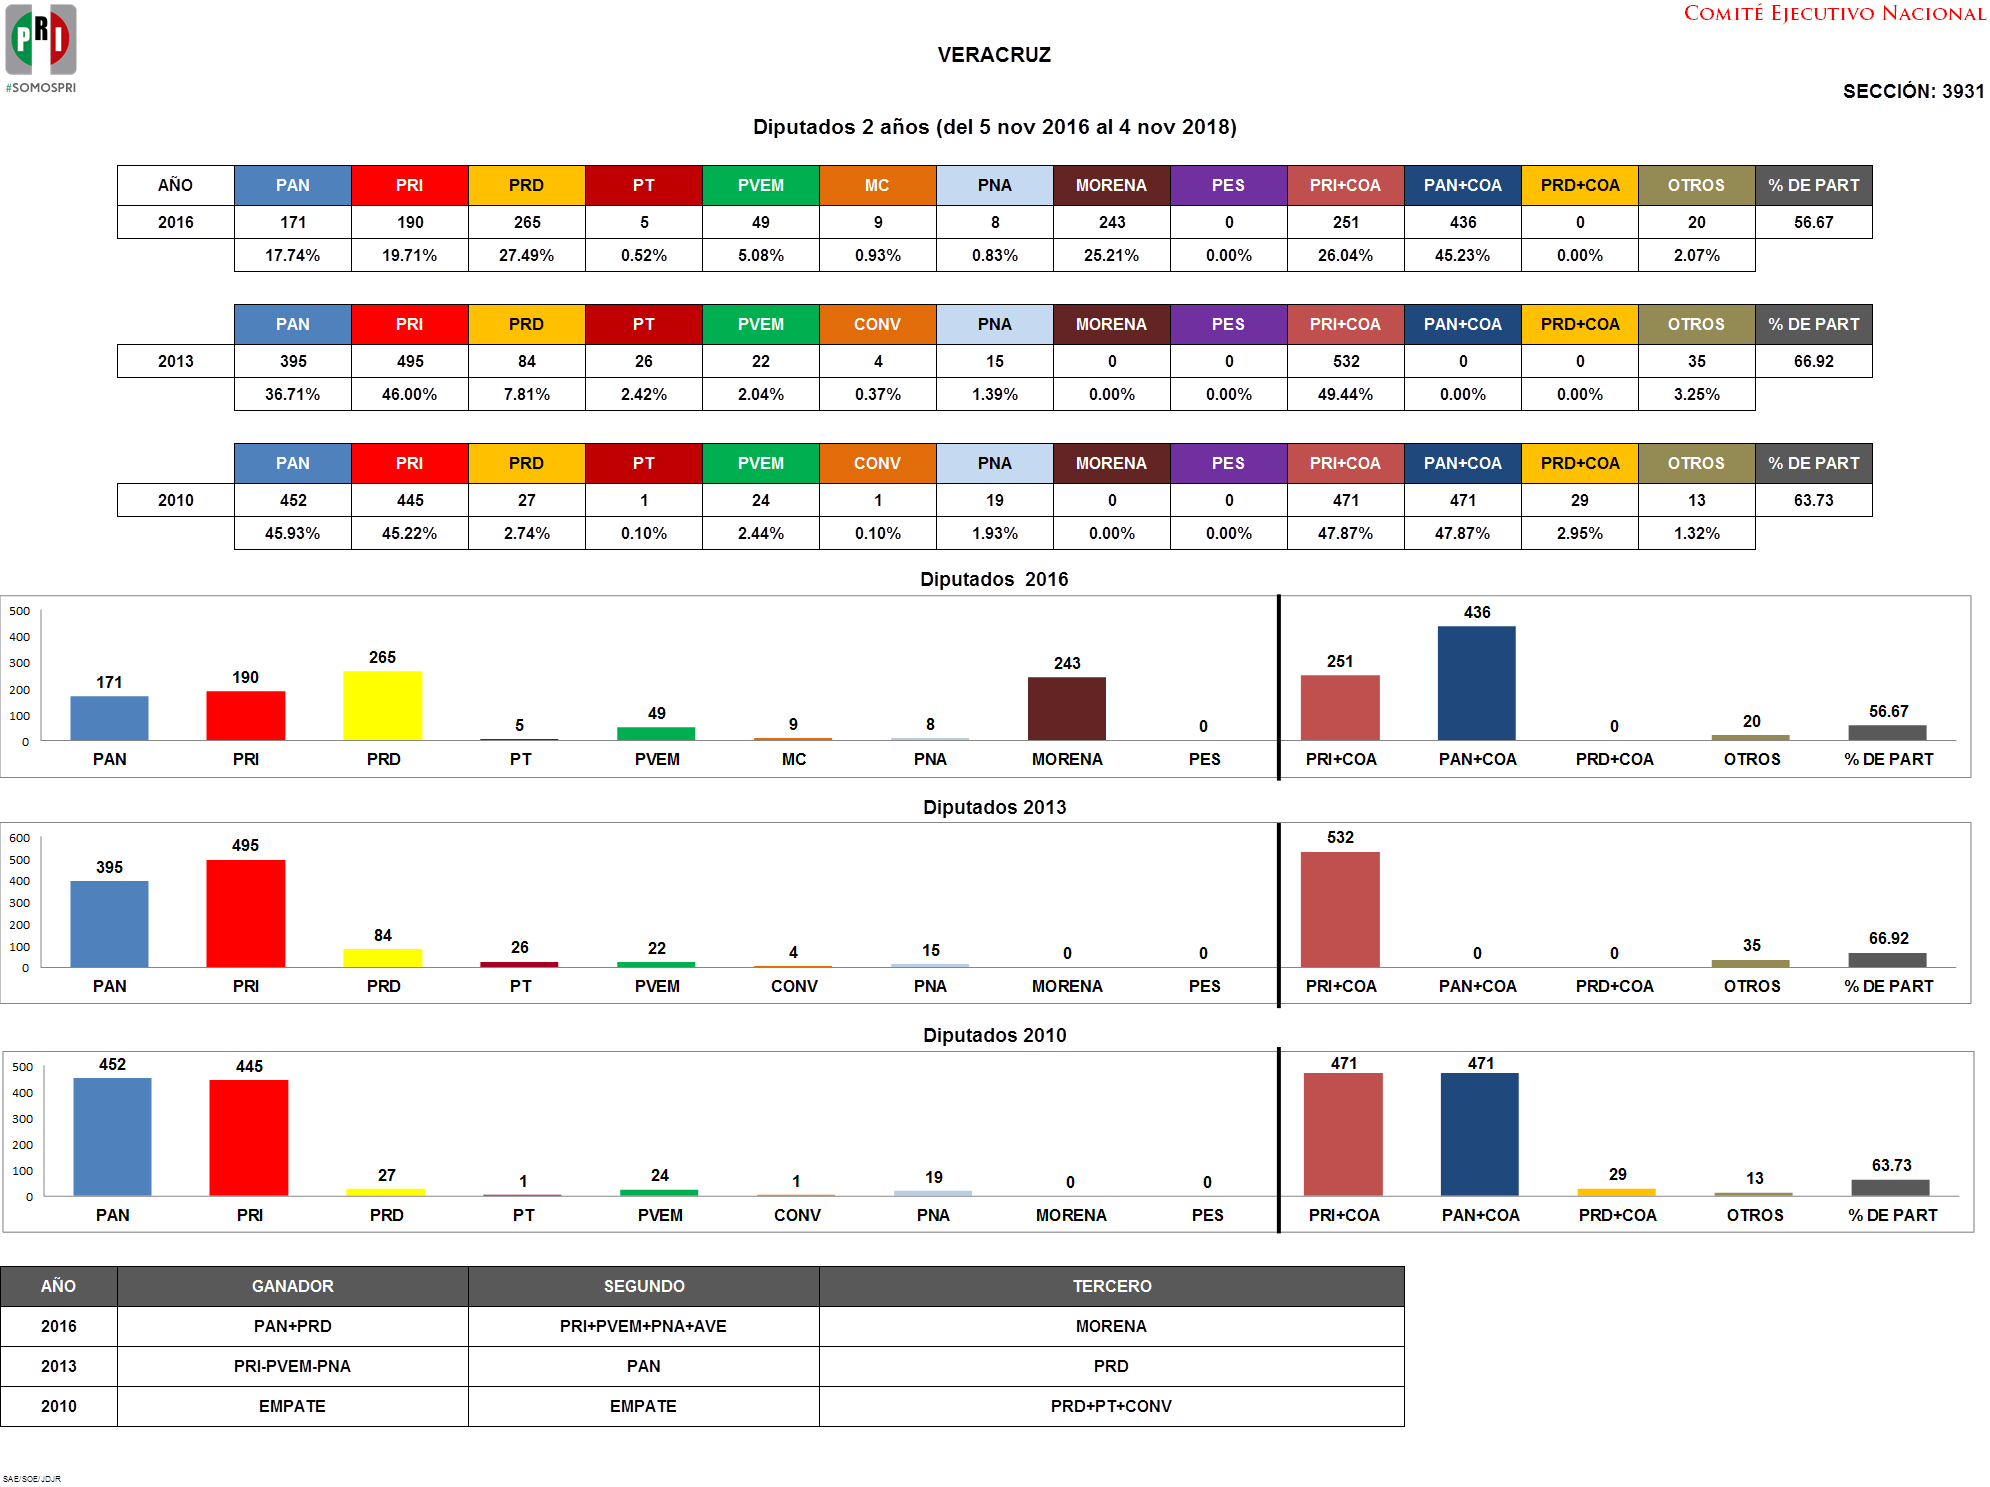 COMITÉ EJECUTIVO NACIONAL
PRI
#SOMOSPRI
VERACRUZ
SECCIÓN: 3931
Diputados 2 años (del 5 nov 2016 al 4 nov 2018)
AÑO PAN PRI PRD PT PVEM MC PNA MORENA PES PRI+COA PAN+COA PRD+COA OTROS % DE PART
2016 171 190 265 5 49 9 8 243 0 251 436 0 20 56.67
17.74% 19.71% 27.49% 0.52% 5.08% 0.93% 0.83% 25.21% 0.00% 26.04% 45.23% 0.00% 2.07%
PAN PRI PRD PT PVEM CONV PNA MORENA PES PRI+COA PAN+COA PRD+COA OTROS % DE PART
2013 395 495 84 26 22 4 15 0 0 532 0 0 35 66.92
36.71% 46.00% 7.81% 2.42% 2.04% 0.37% 1.39% 0.00% 0.00% 49.44% 0.00% 0.00% 3.25%
PAN PRI PRD PT PVEM CONV PNA MORENA PES PRI+COA PAN+COA PRD+COA OTROS % DE PART
2010 452 445 27 1 24 1 19 0 0 471 471 29 13 63.73
45.93% 45.22% 2.74% 0.10% 2.44% 0.10% 1.93% 0.00% 0.00% 47.87% 47.87% 2.95% 1.32%
Diputados 2016
500
400
300
200
100
0
171 190 265 5 49 9 8 243 0 251 436 0 20 56.67
PAN PRI PRD PT PVEM MC PNA MORENA PES PRI+COA PAN+COA PRD+COA OTROS % DE PART
Diputados 2013
600
500
400
300
200
100
0
395 495 84 26 22 4 15 0 0 532 0 0 35 66.92
PAN PRI PRD PT PVEM CONV PNA MORENA PES PRI+COA PAN+COA PRD+COA OTROS % DE PART
Diputados 2010
500
400
300
200
100
0
452 445 27 1 24 1 19 0 0 471 471 29 13 63.73
PAN PRI PRD PT PVEM CONV PNA MORENA PES PRI+COA PAN+COA PRD+COA OTROS % DE PART
AÑO GANADOR SEGUNDO TERCERO
2016 PAN+PRD PRI+PVEM+PNA+AVE MORENA
2013 PRI-PVEM-PNA PAN PRD
2010 EMPATE EMPATE PRD+PT+CONV
SAE/SOE/JDJR